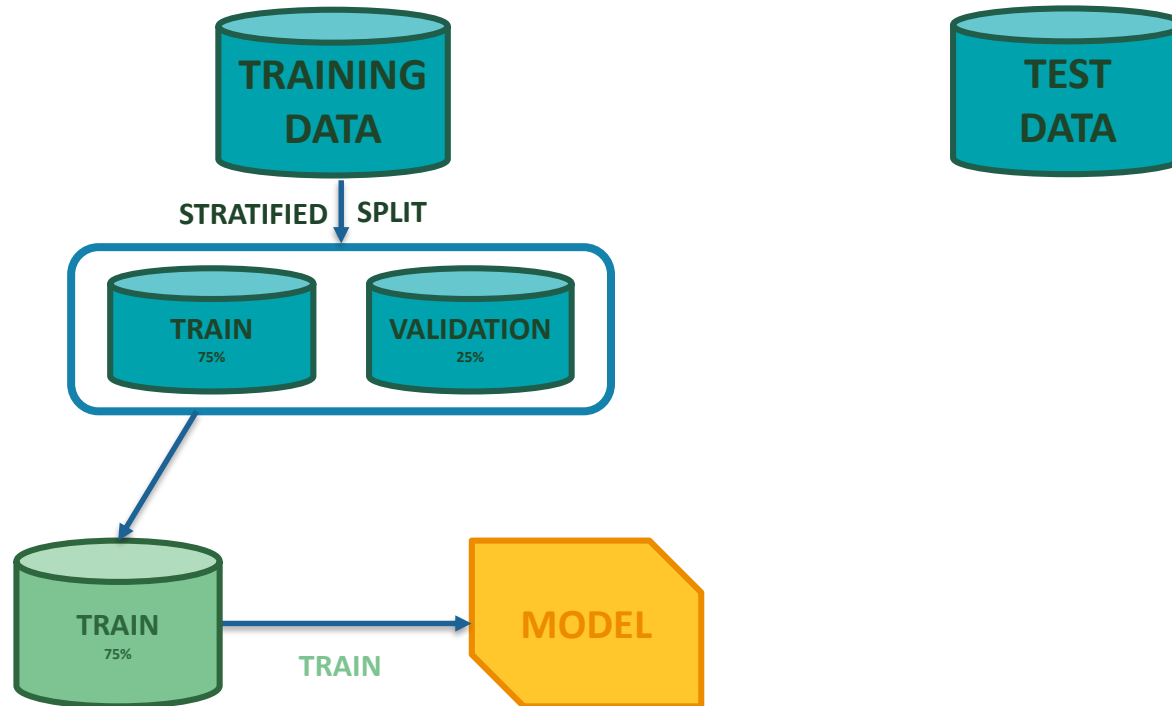 TRAINING
DATA
TEST
DATA
STRATIFIED SPLIT
TRAIN
75%
VALIDATION
25%
TRAIN
75%
TRAIN
MODEL